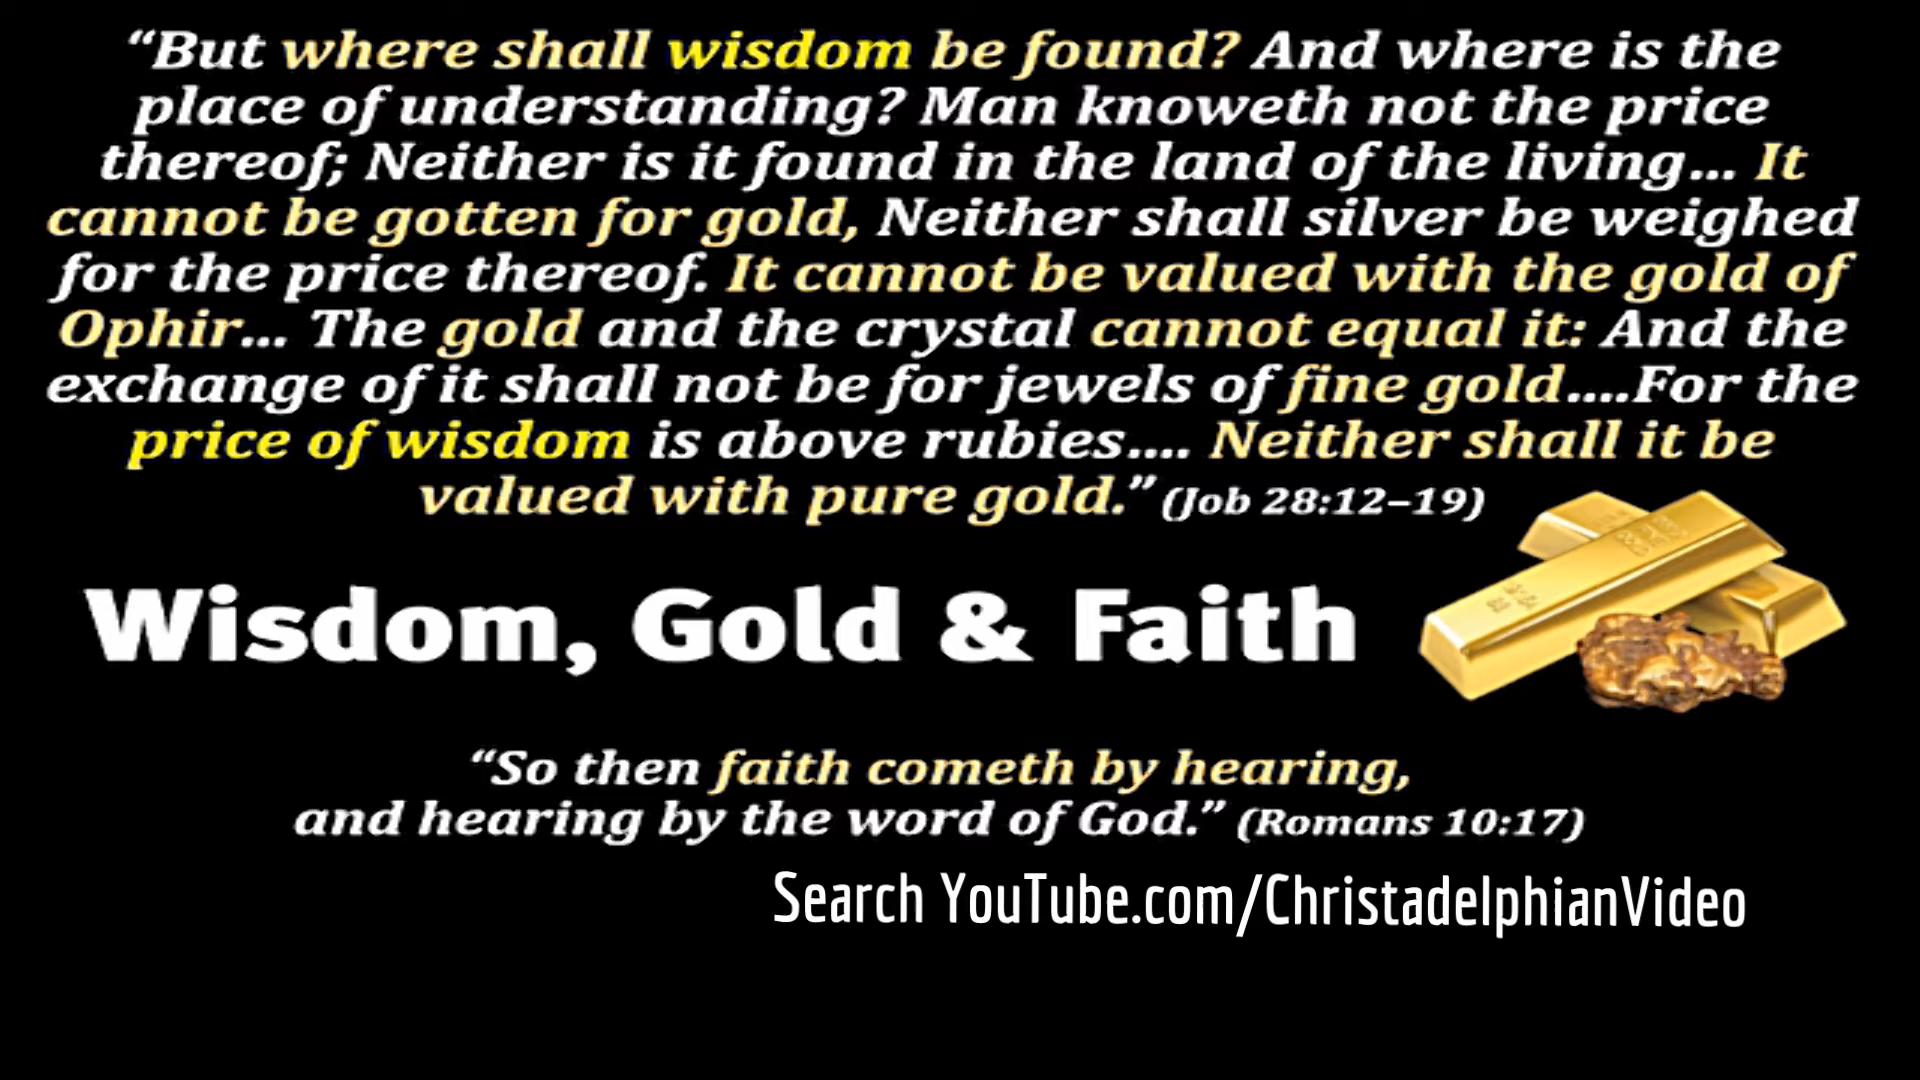 “But where shall wisdom be found? And where is the
place of understanding? Man knoweth not the price
thereof; Neither is it found in the land of the living... It
cannot be gotten for gold, Neither shall silver be weighed
for the price thereof. It cannot be valued with the gold of
Ophir... The gold and the crystal cannot equal it: And the
exchange of it shall not be for jewels of fine gold....For the
price of wisdom is above rubies.... Neither shall it be
valued with pure gold.” (Job 28:12–19)
Wisdom, Gold & Faith
“So then faith cometh by hearing,
and hearing by the word of God.” (Romans 10:17)
Search YouTube.com/ChristadelphianVideo